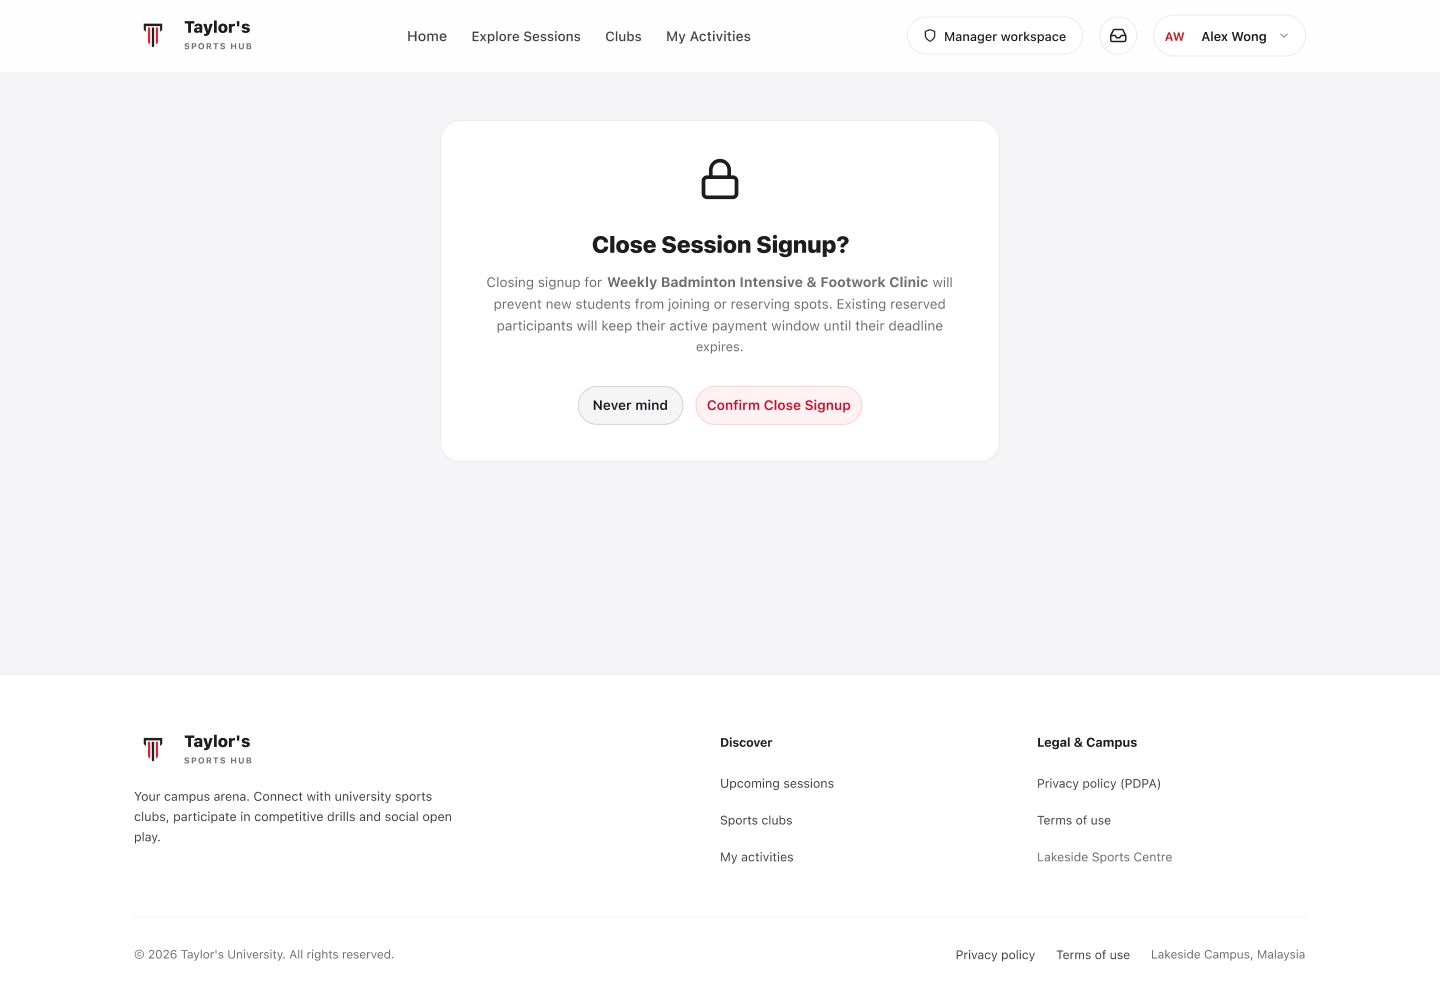 Taylor's
SPORTS HUB
Home
Explore Sessions
Clubs
My Activities
Manager workspace
AW
Alex Wong
Close Session Signup?
Closing signup for Weekly Badminton Intensive & Footwork Clinic will
prevent new students from joining or reserving spots. Existing reserved
participants will keep their active payment window until their deadline
expires.
Never mind
Confirm Close Signup
Taylor's
SPORTS HUB
Your campus arena. Connect with university sports
clubs, participate in competitive drills and social open
play.
Discover
Upcoming sessions
Sports clubs
My activities
Legal & Campus
Privacy policy (PDPA)
Terms of use
Lakeside Sports Centre
© 2026 Taylor's University. All rights reserved.
Privacy policy
Terms of use
Lakeside Campus, Malaysia